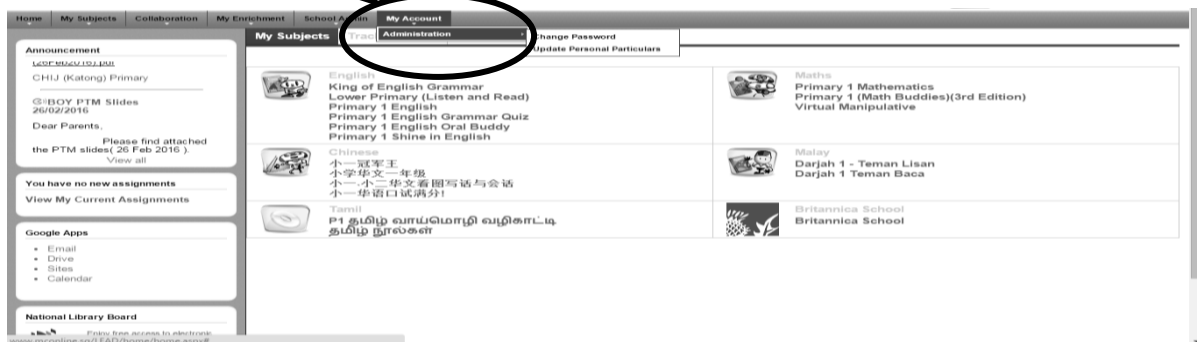 Home My Subjects Collaboration My Enrichment School Admin My Account
Administration
Change Password
Update Personal Particulars
My Subjects
Announcement
CHIJ (Katong) Primary
BOY PTM Slides
26/02/2016
Dear Parents,
Please find attached
the PTM slides( 26 Feb 2016 ).
View all
You have no new assignments
View My Current Assignments
Google Apps
Email
Drive
Sites
Calendar
National Library Board
Enjoy free access to electronic
English
King of English Grammar
Lower Primary (Listen and Read)
Primary 1 English
Primary 1 English Grammar Quiz
Primary 1 English Oral Buddy
Primary 1 Shine in English
Maths
Primary 1 Mathematics
Primary 1 (Math Buddies)(3rd Edition)
Virtual Manipulative
Chinese
小一冠军王
小学华文一年级
小一.小二华文看图写话与会话
小一华语口试满分!
Malay
Darjah 1 - Teman Lisan
Darjah 1 Teman Baca
Tamil
P1 தமிழ் வாய்மொழி வழிகாட்டி
தமிழ் நூல்கள்
Britannica School
Britannica School